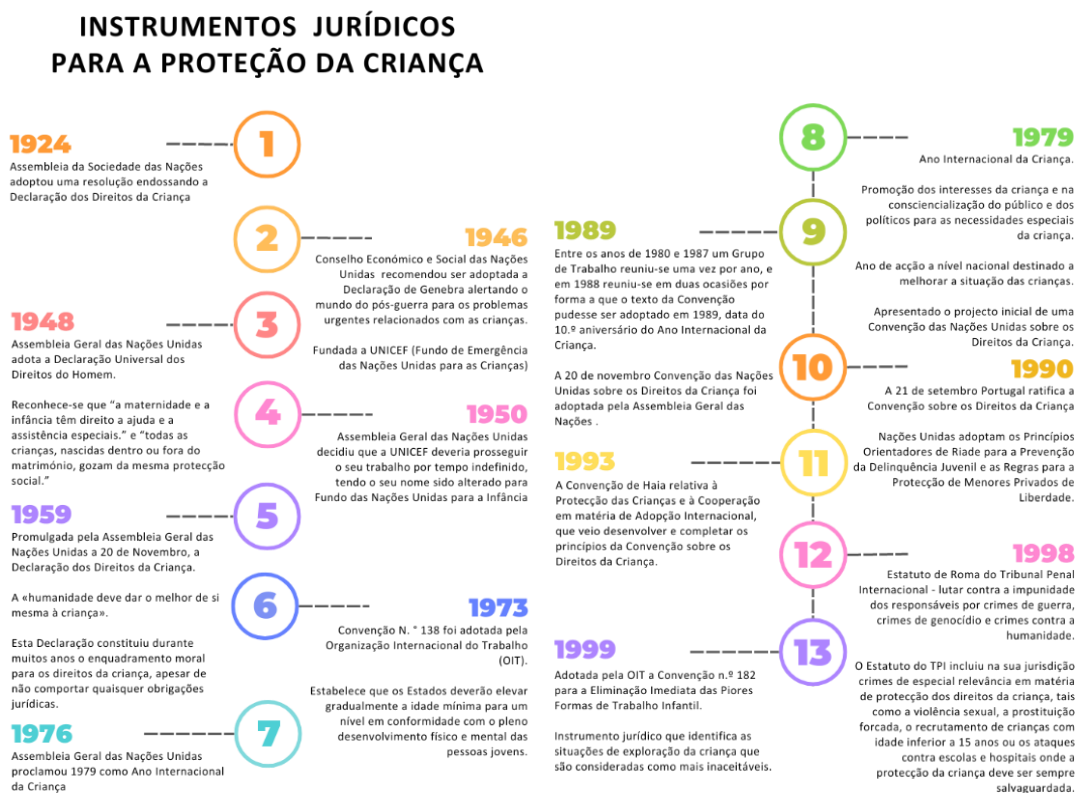 INSTRUMENTOS JURÍDICOS
PARA A PROTEÇÃO DA CRIANÇA
1
1924
Assembleia da Sociedade das Nações
adoptou uma resolução endossando a
Declaração dos Direitos da Criança
2
1946
Conselho Económico e Social das Nações
Unidas recomendou ser adoptada a
Declaração de Genebra alertando o
mundo do pós-guerra para os problemas
urgentes relacionados com as crianças.
Fundada a UNICEF (Fundo de Emergência
das Nações Unidas para as Crianças)
3
1948
Assembleia Geral das Nações Unidas
adota a Declaração Universal dos
Direitos do Homem.
Reconhece-se que “a maternidade e a
infância têm direito a ajuda e a
assistência especiais.” e “todas as
crianças, nascidas dentro ou fora do
matrimónio, gozam da mesma protecção
social.”
4
1950
Assembleia Geral das Nações Unidas
decidiu que a UNICEF deveria prosseguir
o seu trabalho por tempo indefinido,
tendo o seu nome sido alterado para
Fundo das Nações Unidas para a Infância
5
1959
Promulgada pela Assembleia Geral das
Nações Unidas a 20 de Novembro, a
Declaração dos Direitos da Criança.
A «humanidade deve dar o melhor de si
mesma à criança».
Esta Declaração constituiu durante
muitos anos o enquadramento moral
para os direitos da criança, apesar de
não comportar quaisquer obrigações
jurídicas.
6
1973
Convenção N. ° 138 foi adotada pela
Organização Internacional do Trabalho
(OIT).
Estabelece que os Estados deverão elevar
gradualmente a idade mínima para um
nível em conformidade com o pleno
desenvolvimento físico e mental das
pessoas jovens.
7
1976
Assembleia Geral das Nações Unidas
proclamou 1979 como Ano Internacional
da Criança
8
1979
Ano Internacional da Criança.
Promoção dos interesses da criança e na
consciencialização do público e dos
políticos para as necessidades especiais
da criança.
Ano de acção a nível nacional destinado a
melhorar a situação das crianças.
Apresentado o projecto inicial de uma
Convenção das Nações Unidas sobre os
Direitos da Criança.
9
1989
Entre os anos de 1980 e 1987 um Grupo
de Trabalho reuniu-se uma vez por ano, e
em 1988 reuniu-se em duas ocasiões por
forma a que o texto da Convenção
pudesse ser adoptado em 1989, data do
10.º aniversário do Ano Internacional da
Criança.
A 20 de novembro Convenção das Nações
Unidas sobre os Direitos da Criança foi
adoptada pela Assembleia Geral das
Nações .
10
1990
A 21 de setembro Portugal ratifica a
Convenção sobre os Direitos da Criança
Nações Unidas adoptam os Princípios
Orientadores de Riade para a Prevenção
da Delinquência Juvenil e as Regras para a
Protecção de Menores Privados de
Liberdade.
11
1993
A Convenção de Haia relativa à
Protecção das Crianças e à Cooperação
em matéria de Adopção Internacional,
que veio desenvolver e completar os
princípios da Convenção sobre os
Direitos da Criança.
12
1998
Estatuto de Roma do Tribunal Penal
Internacional - lutar contra a impunidade
dos responsáveis por crimes de guerra,
crimes de genocídio e crimes contra a
humanidade.
O Estatuto do TPI incluiu na sua jurisdição
crimes de especial relevância em matéria
de protecção dos direitos da criança, tais
como a violência sexual, a prostituição
forcada, o recrutamento de crianças com
idade inferior a 15 anos ou os ataques
contra escolas e hospitais onde a
protecção da criança deve ser sempre
salvaguardada.
13
1999
Adotada pela OIT a Convenção n.º 182
para a Eliminação Imediata das Piores
Formas de Trabalho Infantil.
Instrumento jurídico que identifica as
situações de exploração da criança que
são consideradas como mais inaceitáveis.